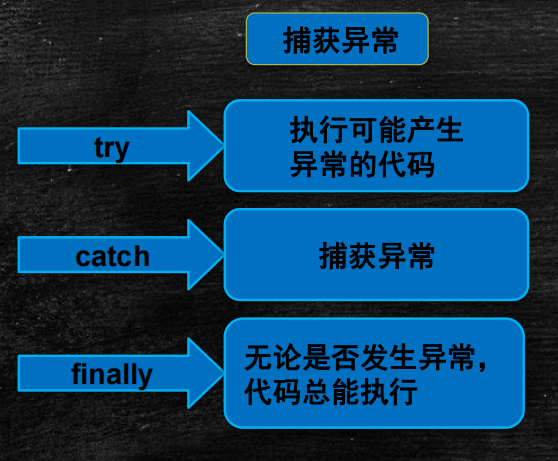 捕获异常
try
执行可能产生
异常的代码
catch
捕获异常
finally
无论是否发生异常，
代码总能执行